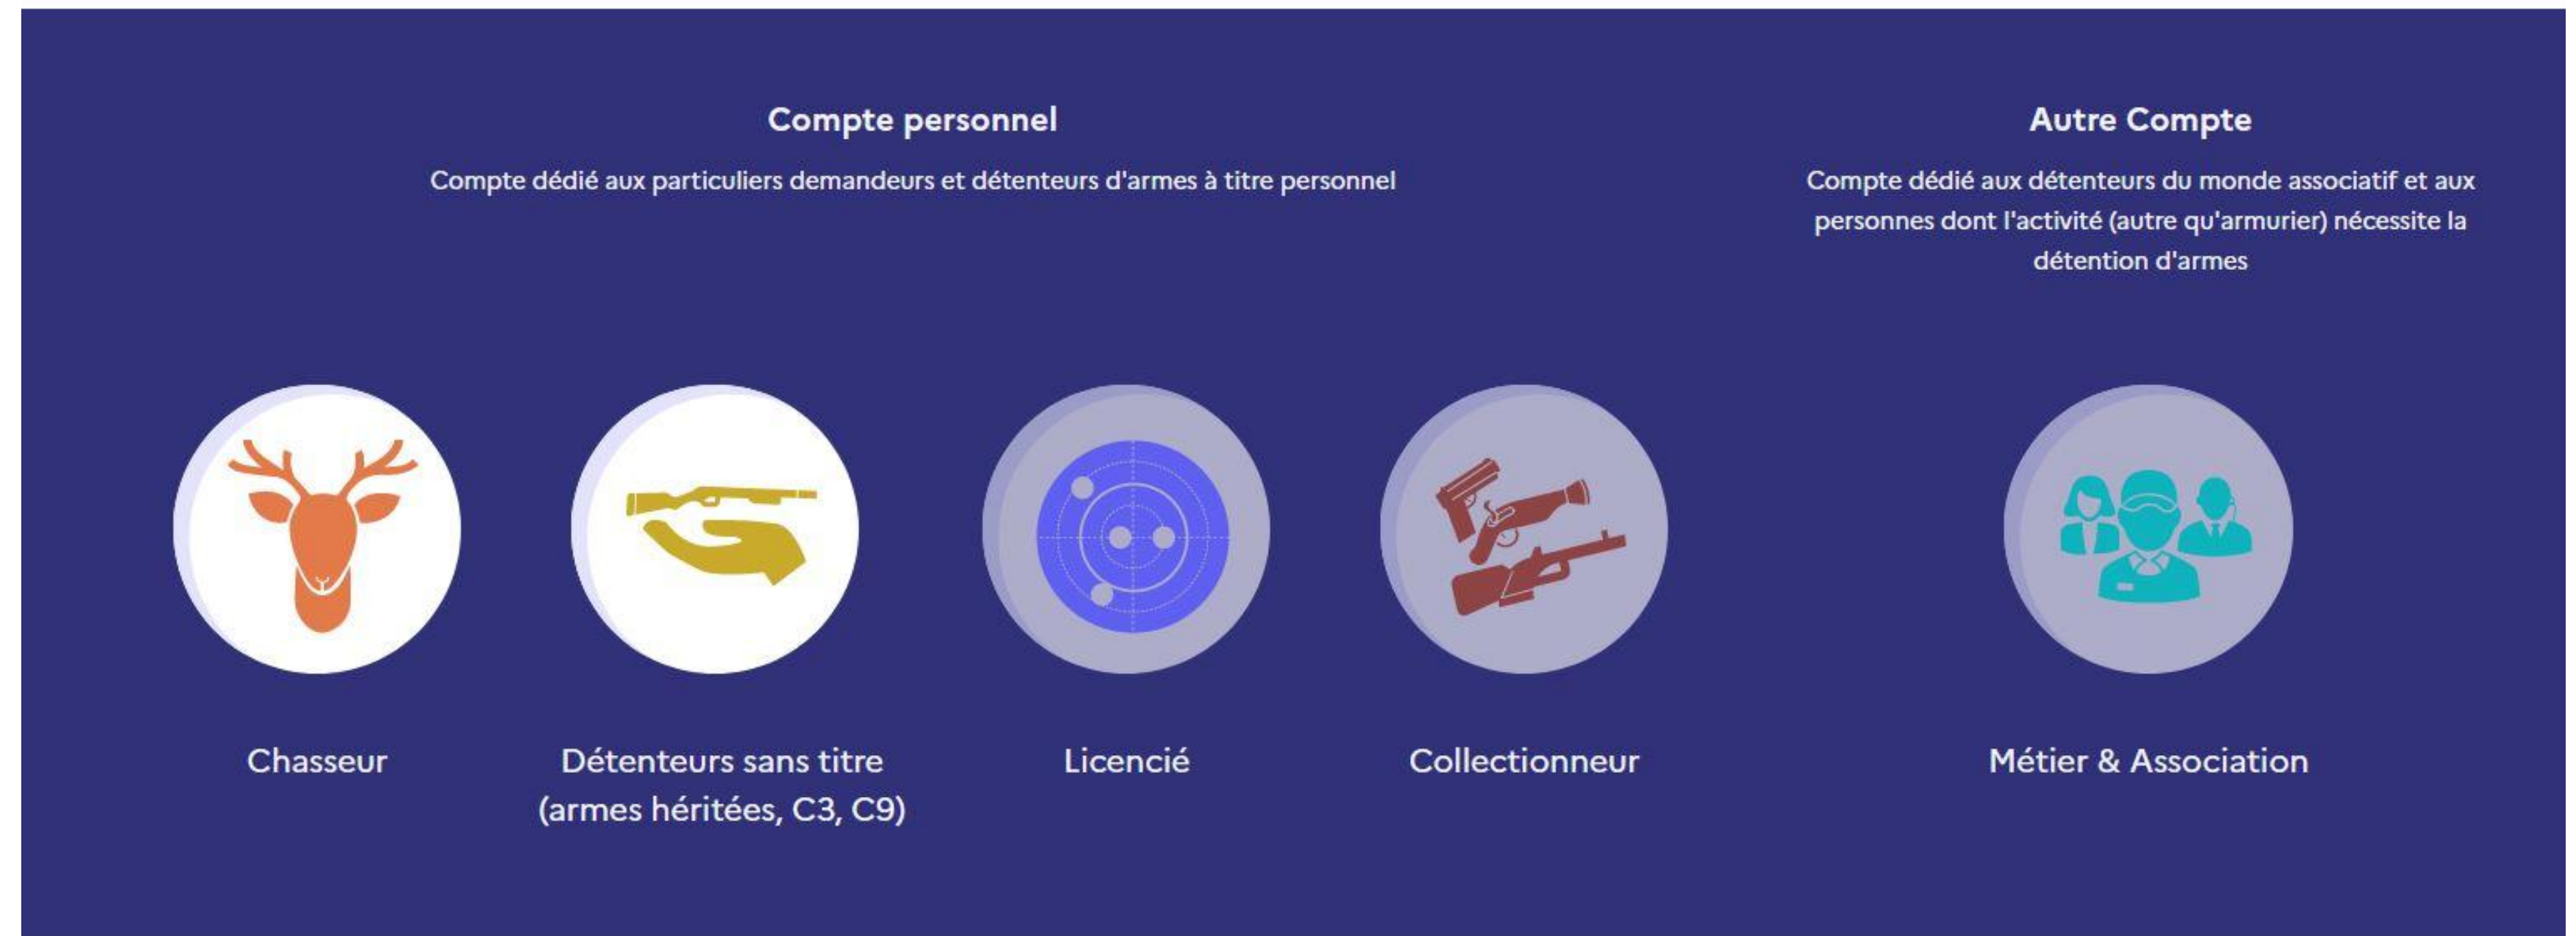 Compte personnel
Compte dédié aux particuliers demandeurs et détenteurs d'armes à titre personnel
Autre Compte
Compte dédié aux détenteurs du monde associatif et aux
personnes dont l'activité (autre qu'armurier) nécessite la
détention d'armes
Chasseur
Détenteurs sans titre
(armes héritées, C3, C9)
Licencié
Collectionneur
Métier & Association